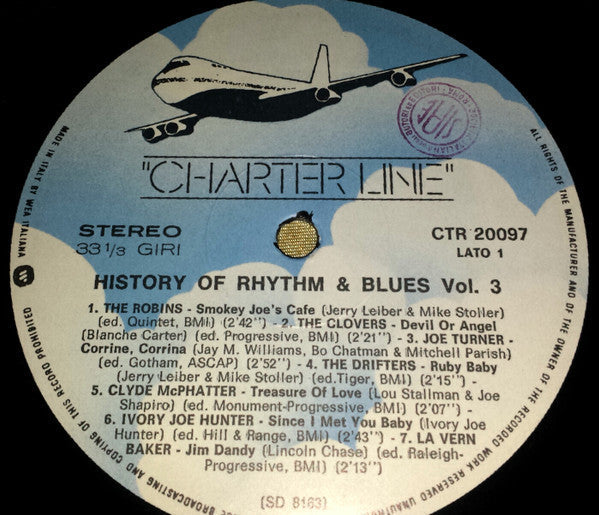 "CHARTER LINE"
STEREO
33 1/3 GIRI
CTR 20097
LATO 1
HISTORY OF RHYTHM & BLUES Vol. 3
1. THE ROBINS - Smokey Joe's Cafe (Jerry Leiber & Mike Stoller)
(ed. Quintet, BMI) (2'42'') - 2. THE CLOVERS - Devil Or Angel
(Blanche Carter) (ed. Progressive, BMI) (2'21'') - 3. JOE TURNER -
Corrine, Corrina (Jay M. Williams, Bo Chatman & Mitchell Parish)
(ed. Gotham, ASCAP) (2'52'') - 4. THE DRIFTERS - Ruby Baby
(Jerry Leiber & Mike Stoller) (ed.Tiger, BMI) (2'15'') -
5. CLYDE McPHATTER - Treasure Of Love (Lou Stallman & Joe
Shapiro) (ed. Monument-Progressive, BMI) (2'07'') -
6. IVORY JOE HUNTER - Since I Met You Baby (Ivory Joe
Hunter) (ed. Hill & Range, BMI) (2'43'') - 7. LA VERN
BAKER - Jim Dandy (Lincoln Chase) (ed. Raleigh-
Progressive, BMI) (2'13'')
(SD 8163)
MADE IN ITALY BY WEA ITALIANA
ALL RIGHTS OF THE MANUFACTURER AND OF THE OWNER OF THE RECORDED WORK RESERVED
BROADCASTING AND COPYING OF THIS RECORD PROHIBITED
SIAE
ROMA